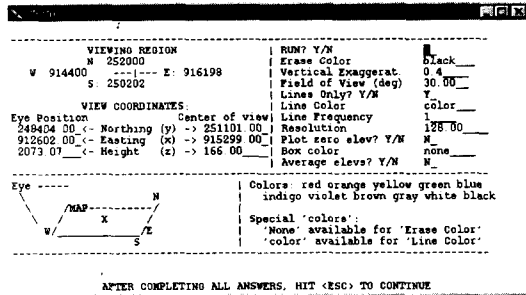 VIEWING REGION | RUN? Y/N
N 252000 | Erase Color black
W 914400 ---|--- E: 916198 | Vertical Exaggerat. 0.4
S: 250202 | Field of View (deg) 30.00
| Lines Only? Y/N Y
VIEW COORDINATES: | Line Color color
Eye Position Center of view | Line Frequency 1
248404.00 <- Northing (y) -> 251101.00 | Resolution 128.00
912602.00 <- Easting (x) -> 915299.00 | Plot zero elev? Y/N N
2073.07 <- Height (z) -> 166.00 | Box color none
| Average elevs? Y/N N
Eye ----- | Colors: red orange yellow green blue
N | indigo violet brown gray white black
/MAP-----------/
X | Special 'colors':
W/ /E | 'None' available for 'Erase Color'
S | 'color' available for 'Line Color'
AFTER COMPLETING ALL ANSWERS, HIT <ESC> TO CONTINUE